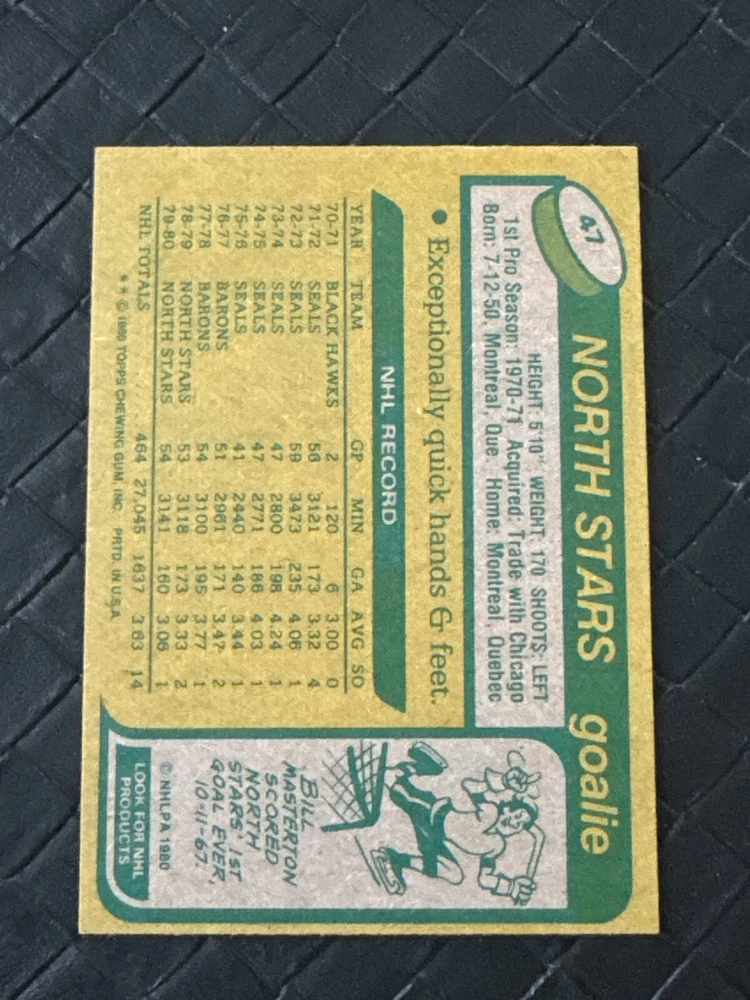 47
NORTH STARS goalie
HEIGHT: 5'10" WEIGHT: 170 SHOOTS: LEFT
1st Pro Season: 1970-71 Acquired: Trade with Chicago
Born: 7-12-50, Montreal, Que. Home: Montreal, Quebec
• Exceptionally quick hands & feet.
NHL RECORD
YEAR TEAM GP MIN GA AVG SO
70-71 BLACK HAWKS 2 120 6 3.00 0
71-72 SEALS 56 3121 173 3.32 4
72-73 SEALS 59 3473 235 4.06 1
73-74 SEALS 47 2800 198 4.24 1
74-75 SEALS 47 2771 186 4.03 1
75-76 SEALS 41 2440 140 3.44 1
76-77 BARONS 51 2961 171 3.47 2
77-78 BARONS 54 3100 195 3.77 1
78-79 NORTH STARS 53 3118 173 3.33 2
79-80 NORTH STARS 54 3141 160 3.06 1
NHL TOTALS . . . . . 464 27,045 1637 3.63 14
** © 1980 TOPPS CHEWING GUM, INC. PRTD. IN U.S.A.
BILL
MASTERTON
SCORED
NORTH
STARS' 1ST
GOAL EVER,
10-11-67.
© NHLPA 1980
LOOK FOR NHL
PRODUCTS